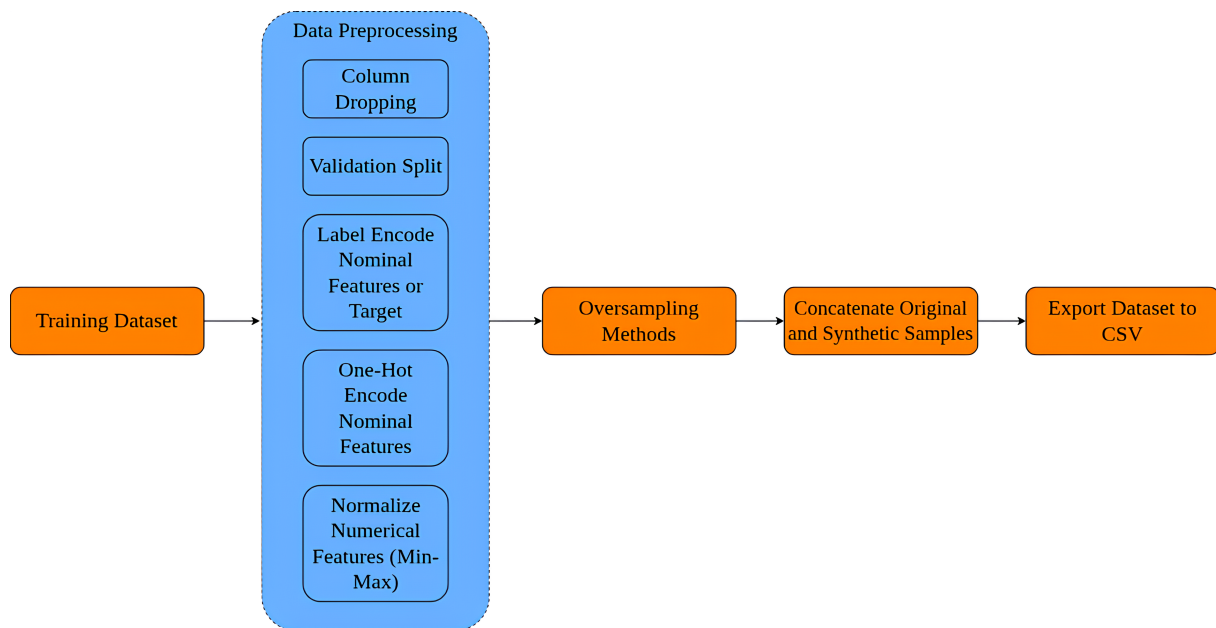 Data Preprocessing
Column
Dropping
Validation Split
Label Encode
Nominal
Features or
Target
One-Hot
Encode
Nominal
Features
Normalize
Numerical
Features (Min-
Max)
Training Dataset
Oversampling
Methods
Concatenate Original
and Synthetic Samples
Export Dataset to
CSV